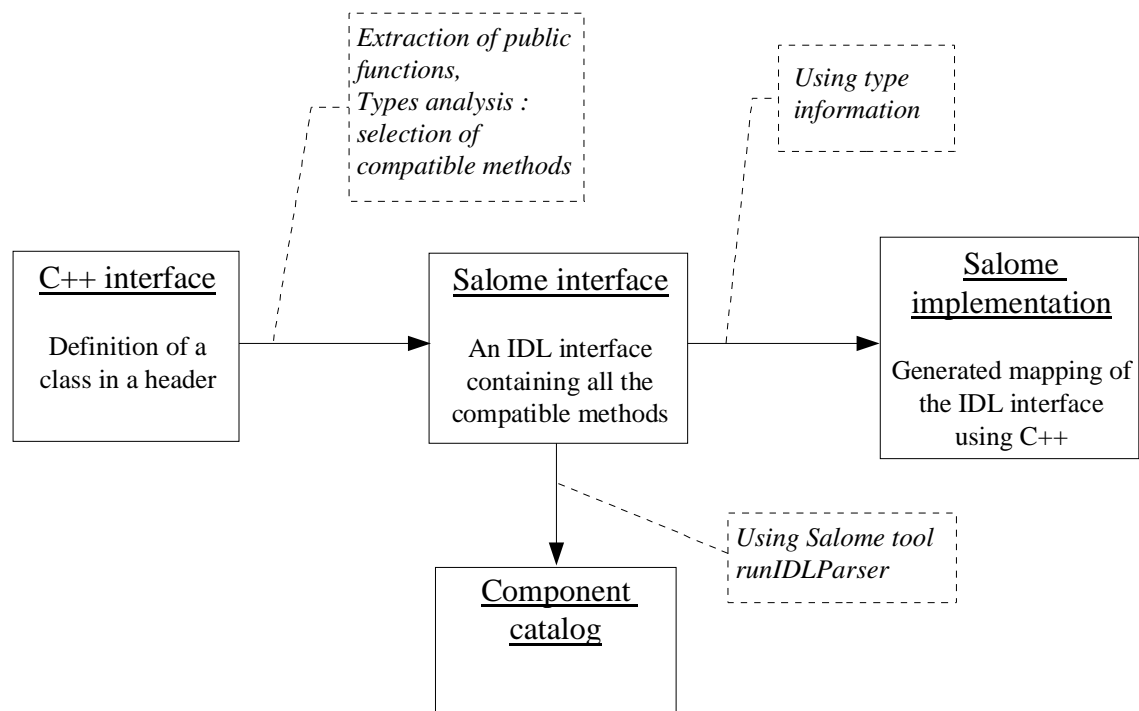 Extraction of public
functions,
Types analysis :
selection of
compatible methods
Using type
information
C++ interface
Definition of a
class in a header
Salome interface
An IDL interface
containing all the
compatible methods
Salome
implementation
Generated mapping of
the IDL interface
using C++
Using Salome tool
runIDLParser
Component
catalog